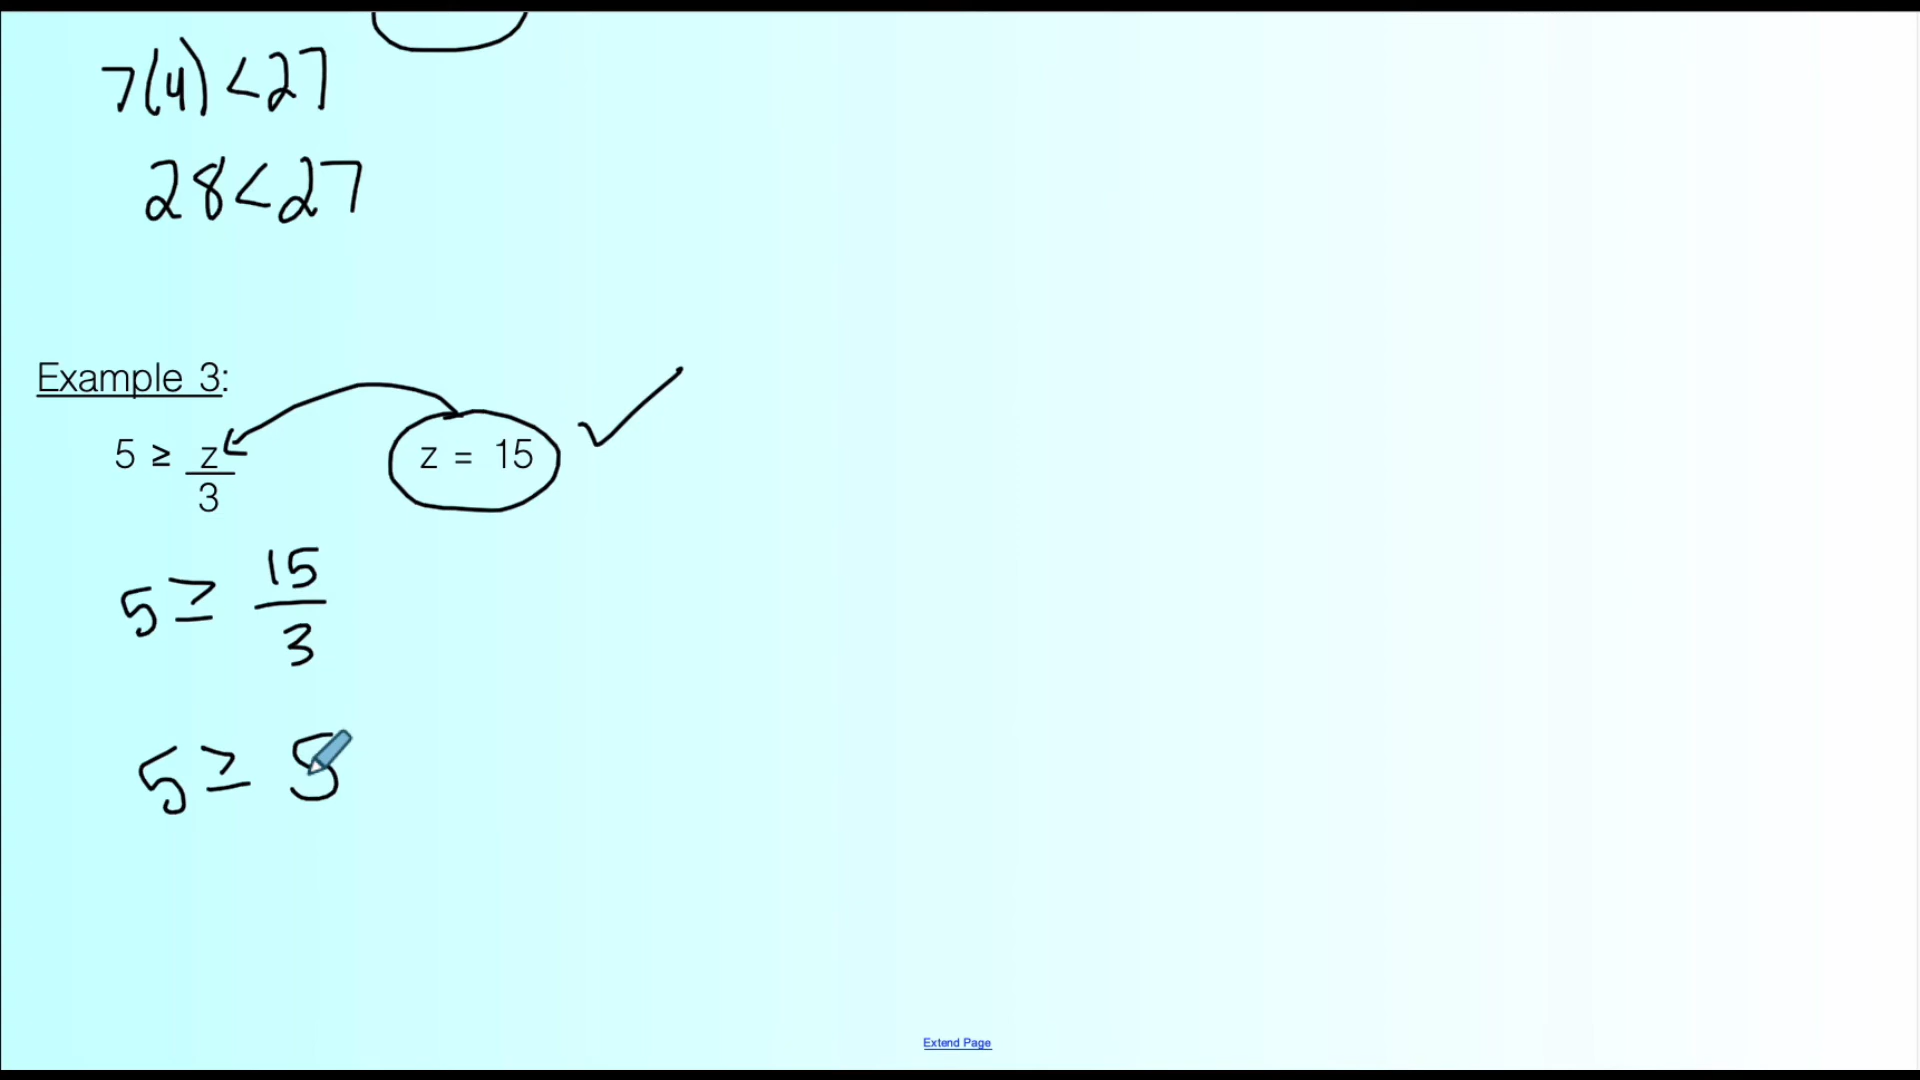 7(4) < 27
28 < 27
Example 3:
5 ≥ z/3 z = 15 ✓
5 ≥ 15/3
5 ≥ 5
Extend Page